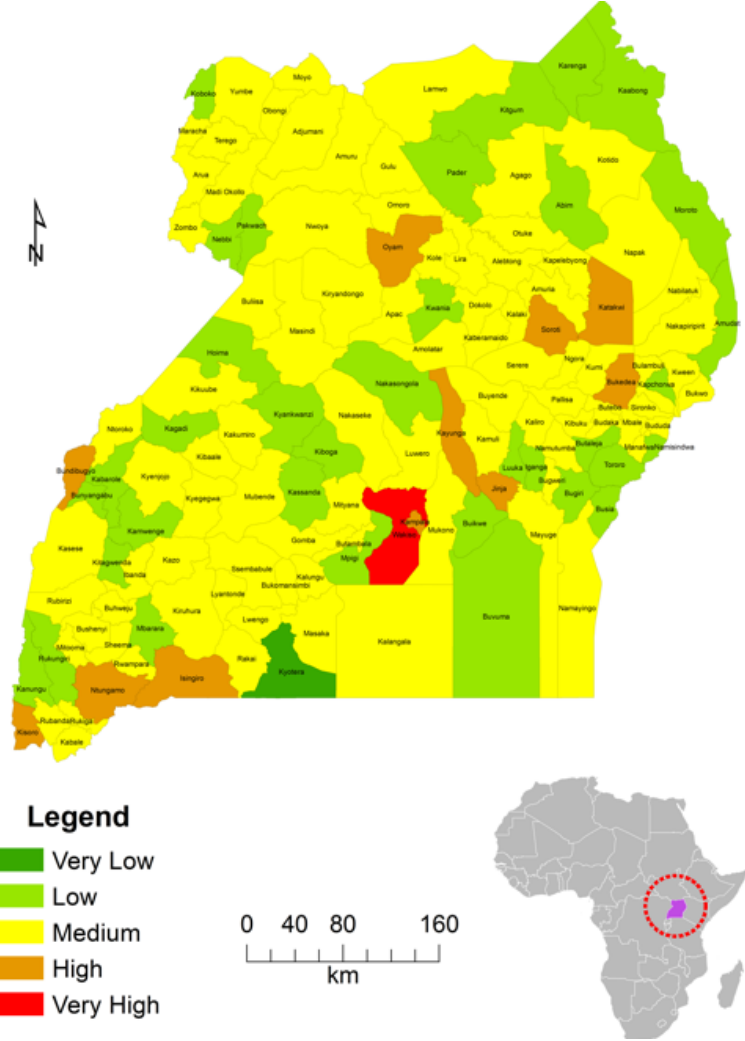 Karenga
Moyo
Koboko
Yumbe
Lamwo
Kaabong
Obongi
Kitgum
Maracha
Adjumani
Terego
Amuru
Gulu
Kotido
Arua
Pader
Agago
Madi Okollo
Abim
Omoro
Moroto
Zombo
Pakwach
Nwoya
Nebbi
Otuke
Oyam
Kole
Lira
Alebtong
Kapelebyong
Napak
Kiryandongo
Amuria
Nabilatuk
Buliisa
Kwania
Dokolo
Katakwi
Apac
Kalaki
Masindi
Soroti
Nakapiripirit
Amudat
Kaberamaido
Hoima
Amolatar
Ngora
Serere
Kumi
Bulambuli
Kween
Nakasongola
Bukedea
Kapchorwa
Kikuube
Buyende
Bukwo
Pallisa
Kyankwanzi
Nakaseke
Butebo
Sironko
Ntoroko
Kagadi
Kaliro
Kibuku
Budaka
Mbale
Bududa
Kakumiro
Kayunga
Kamuli
Butaleja
Kiboga
Luwero
Namutumba
Manafwa
Namisindwa
Kibaale
Bundibugyo
Luuka
Iganga
Tororo
Kabarole
Kyenjojo
Bugweri
Bunyangabu
Kassanda
Jinja
Bugiri
Kyegegwa
Mubende
Mityana
Busia
Kampala
Buikwe
Kamwenge
Wakiso
Mukono
Mayuge
Gomba
Butambala
Kasese
Kitagwenda
Kazo
Mpigi
Ssembabule
Ibanda
Kalungu
Bukomansimbi
Lyantonde
Rubirizi
Buhweju
Kiruhura
Namayingo
Lwengo
Buvuma
Bushenyi
Mbarara
Masaka
Kalangala
Mitooma
Sheema
Rukungiri
Rakai
Rwampara
Kyotera
Isingiro
Kanungu
Ntungamo
Rubanda
Rukiga
Kisoro
Kabale
N
Legend
Very Low
Low
Medium
High
Very High
0 40 80 160
km